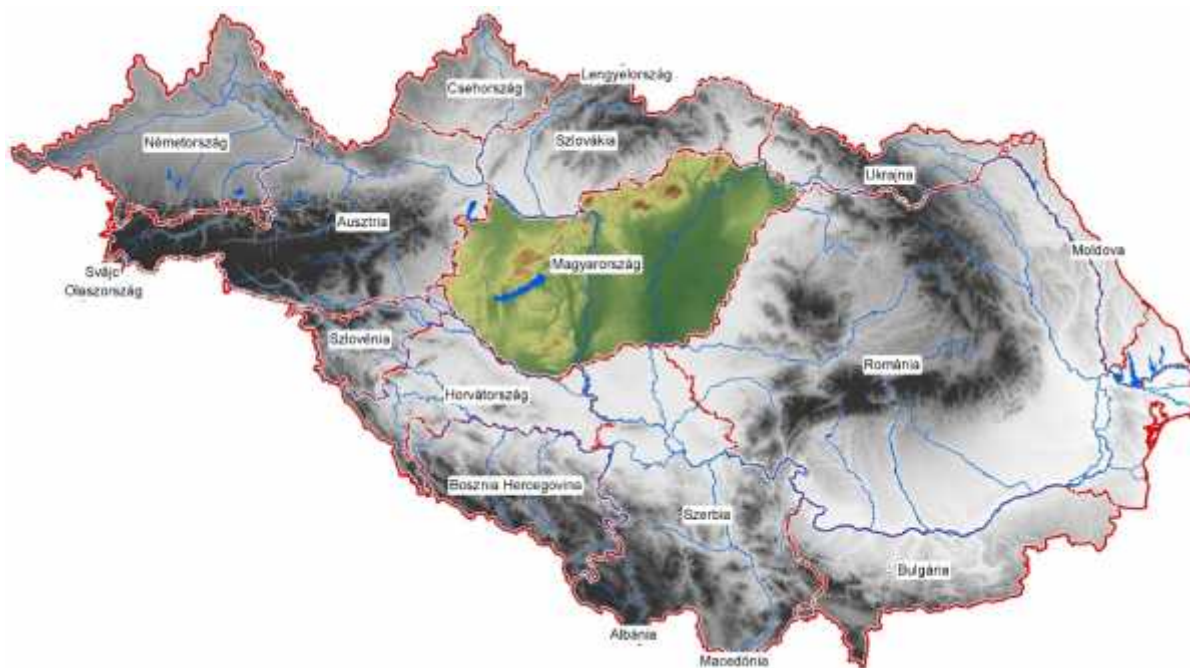 Lengyelország
Csehország
Németország
Szlovákia
Ukrajna
Ausztria
Moldova
Magyarország
Svájc
Olaszország
Szlovénia
Románia
Horvátország
Bosznia Hercegovina
Szerbia
Bulgária
Albánia
Macedónia